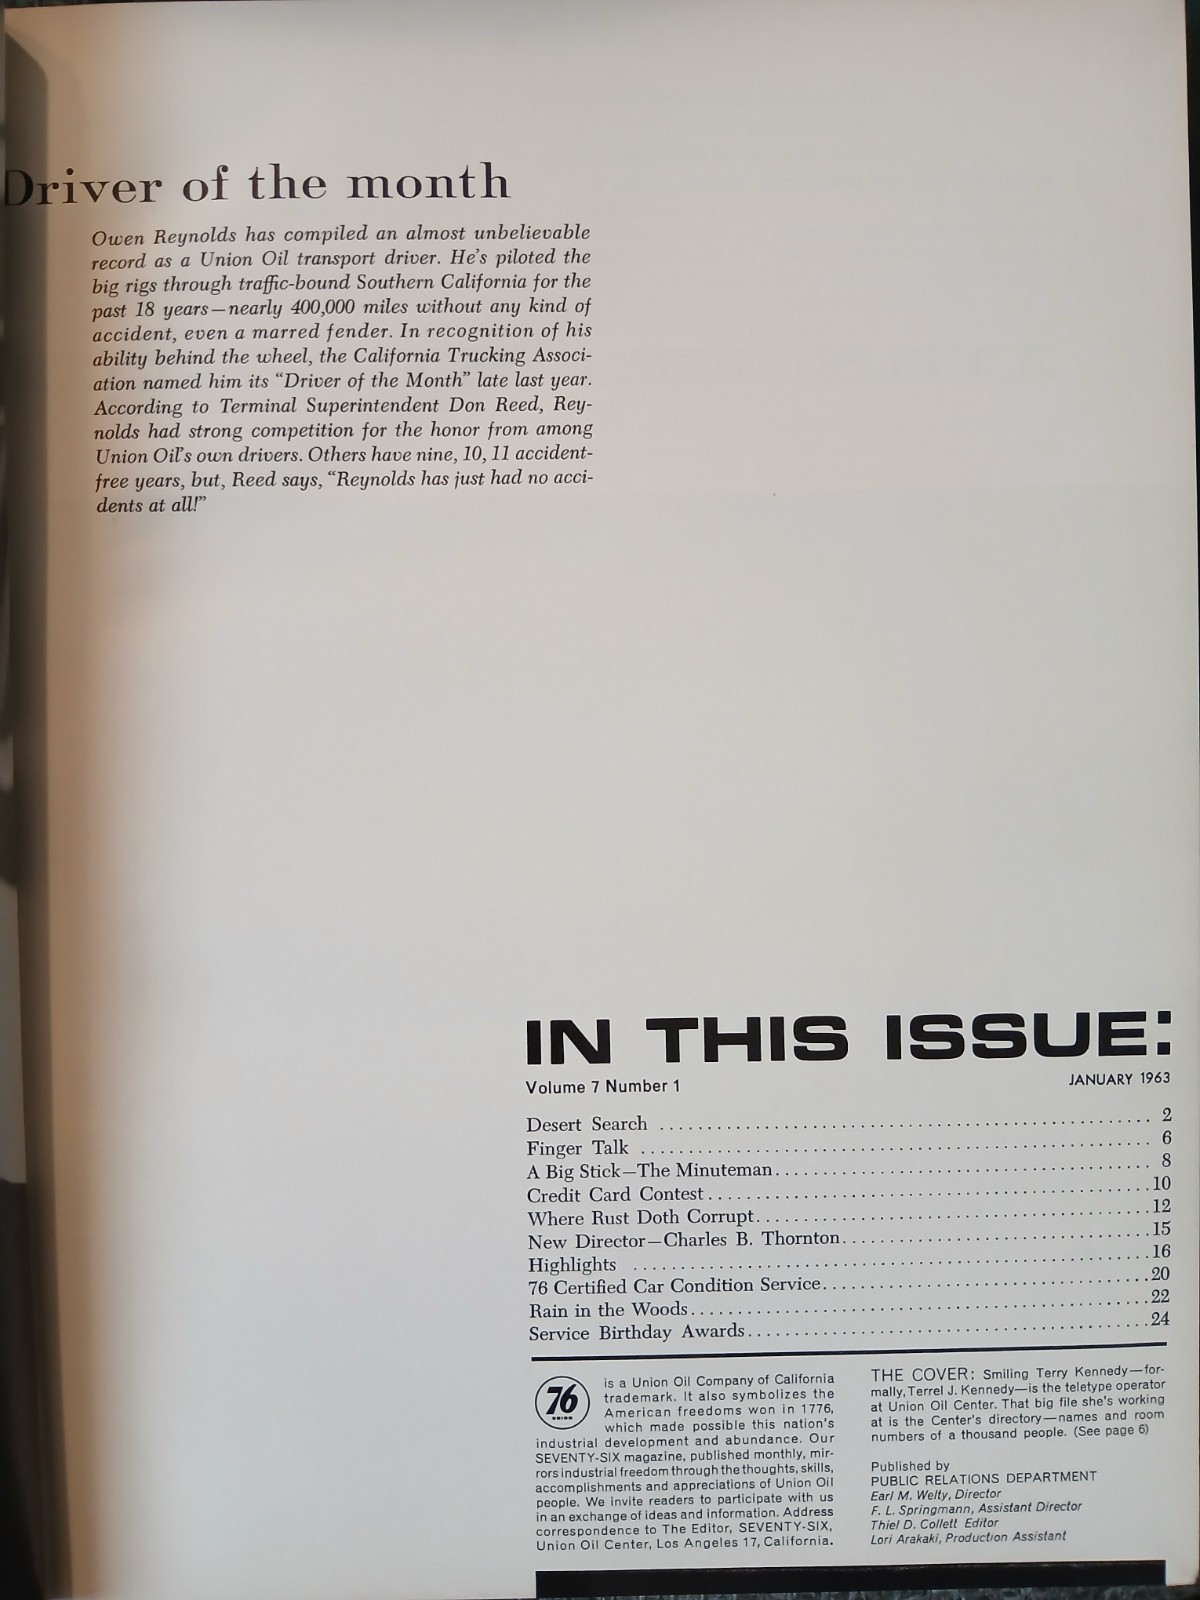 Driver of the month
Owen Reynolds has compiled an almost unbelievable
record as a Union Oil transport driver. He's piloted the
big rigs through traffic-bound Southern California for the
past 18 years—nearly 400,000 miles without any kind of
accident, even a marred fender. In recognition of his
ability behind the wheel, the California Trucking Associ-
ation named him its “Driver of the Month” late last year.
According to Terminal Superintendent Don Reed, Rey-
nolds had strong competition for the honor from among
Union Oil's own drivers. Others have nine, 10, 11 accident-
free years, but, Reed says, “Reynolds has just had no acci-
dents at all!”
IN THIS ISSUE:
Volume 7 Number 1 JANUARY 1963
Desert Search 2
Finger Talk 6
A Big Stick—The Minuteman 8
Credit Card Contest 10
Where Rust Doth Corrupt 12
New Director—Charles B. Thornton 15
Highlights 16
76 Certified Car Condition Service 20
Rain in the Woods 22
Service Birthday Awards 24
76
UNION
is a Union Oil Company of California
trademark. It also symbolizes the
American freedoms won in 1776,
which made possible this nation's
industrial development and abundance. Our
SEVENTY-SIX magazine, published monthly, mir-
rors industrial freedom through the thoughts, skills,
accomplishments and appreciations of Union Oil
people. We invite readers to participate with us
in an exchange of ideas and information. Address
correspondence to The Editor, SEVENTY-SIX,
Union Oil Center, Los Angeles 17, California.
THE COVER: Smiling Terry Kennedy—for-
mally, Terrel J. Kennedy—is the teletype operator
at Union Oil Center. That big file she's working
at is the Center's directory—names and room
numbers of a thousand people. (See page 6)
Published by
PUBLIC RELATIONS DEPARTMENT
Earl M. Welty, Director
F. L. Springmann, Assistant Director
Thiel D. Collett Editor
Lori Arakaki, Production Assistant